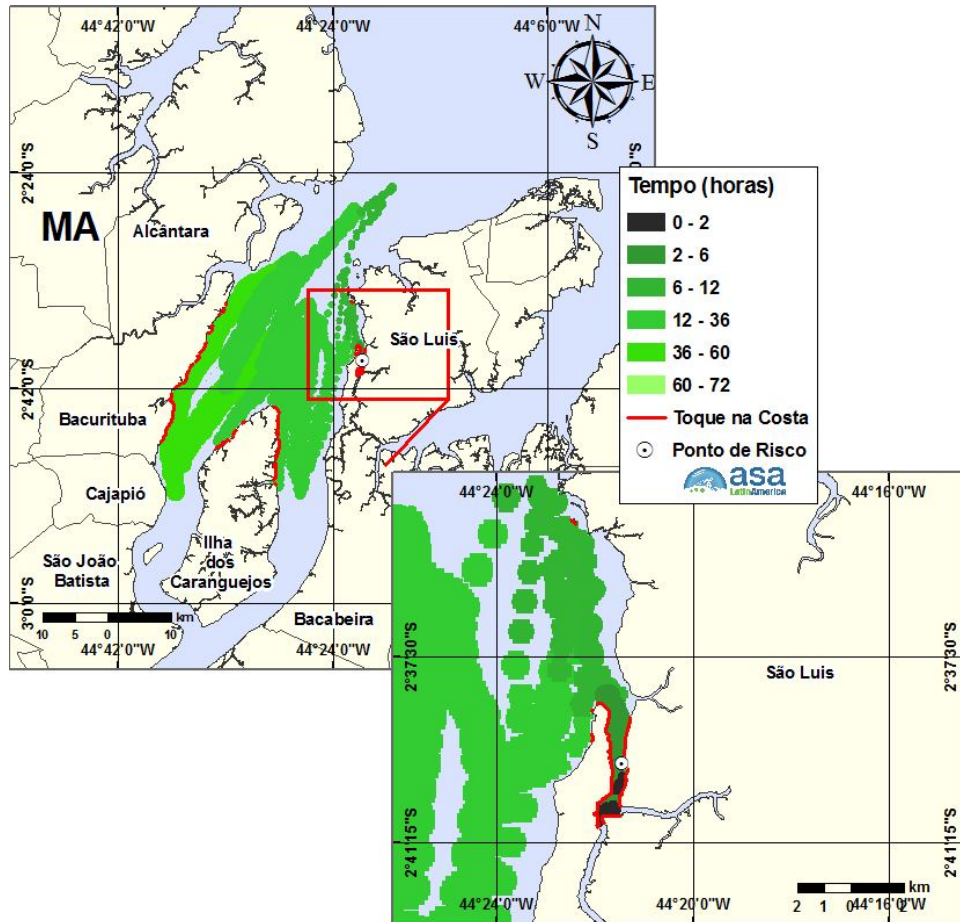 44°42'0"W 44°24'0"W 44°6'0"W
N
W E
S
2°24'0"S
MA
Alcântara
Tempo (horas)
0 - 2
2 - 6
6 - 12
12 - 36
36 - 60
60 - 72
Toque na Costa
Ponto de Risco
asa
LatinAmerica
São Luis
2°42'0"S
Bacurituba
Cajapió
São João
Batista
Ilha
dos
Caranguejos
Bacabeira
3°0'0"S
km
10 5 0 10
44°42'0"W 44°24'0"W
44°24'0"W 44°16'0"W
2°37'30"S 2°37'30"S
São Luis
2°41'15"S 2°41'15"S
km
2 1 0 2
44°24'0"W 44°20'0"W 44°16'0"W